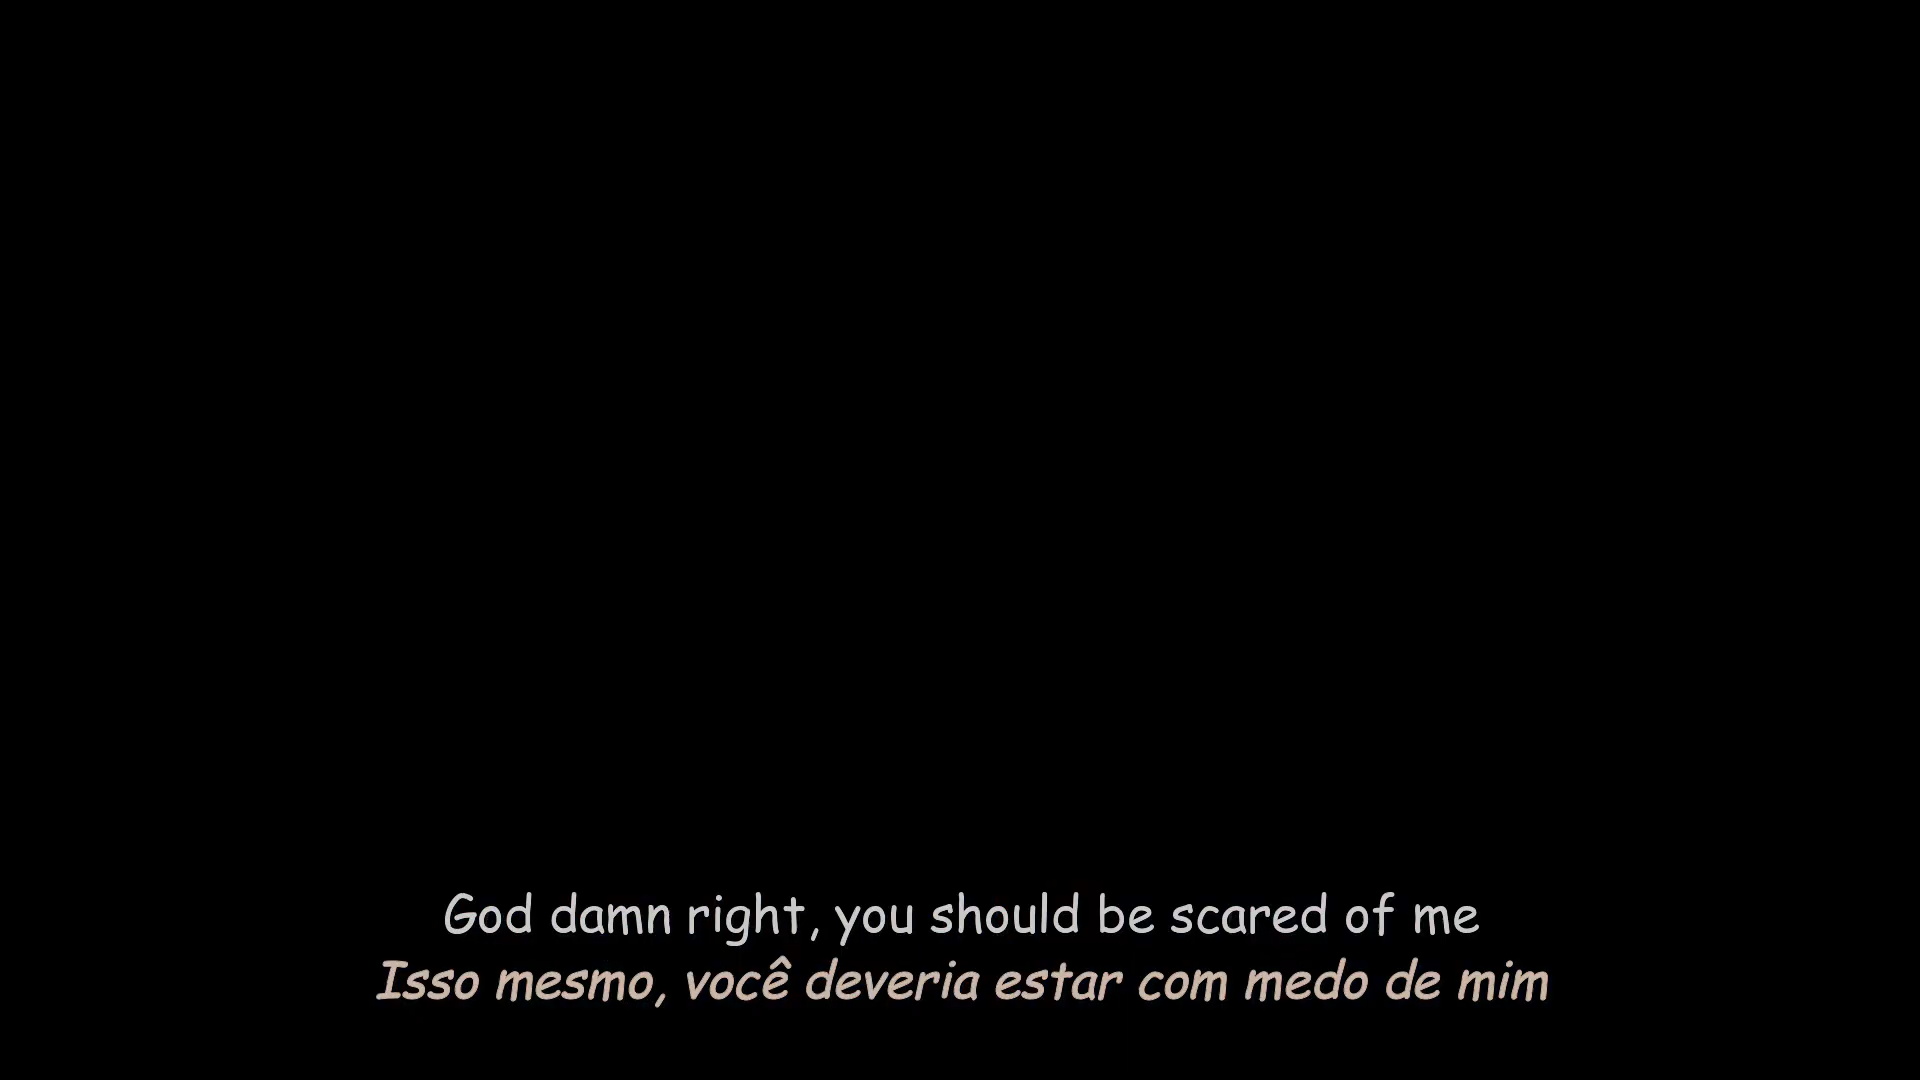 God damn right, you should be scared of me
Isso mesmo, você deveria estar com medo de mim